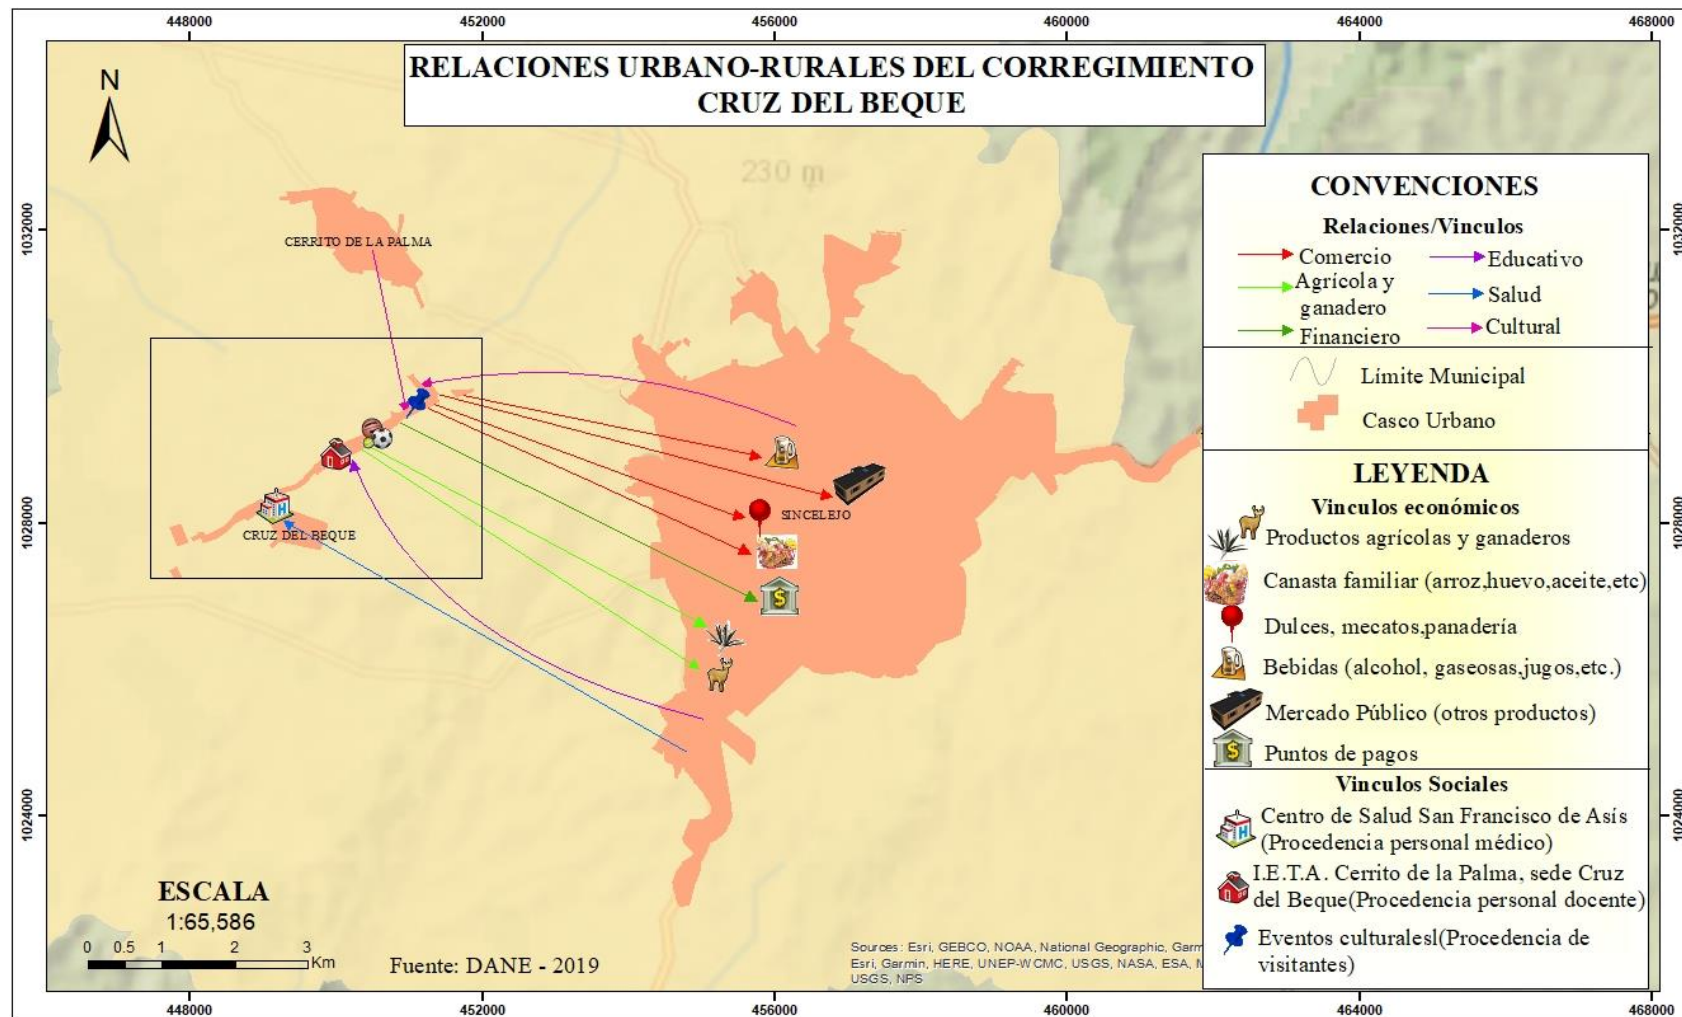 448000 452000 456000 460000 464000 468000
RELACIONES URBANO-RURALES DEL CORREGIMIENTO
CRUZ DEL BEQUE
N
230 m
1032000
1032000
CERRITO DE LA PALMA
CONVENCIONES
Relaciones/Vinculos
Comercio
Educativo
Agrícola y
ganadero
Salud
Financiero
Cultural
Límite Municipal
Casco Urbano
1028000
1028000
CRUZ DEL BEQUE
SINCELEJO
LEYENDA
Vinculos económicos
Productos agrícolas y ganaderos
Canasta familiar (arroz,huevo,aceite,etc)
Dulces, mecatos,panadería
Bebidas (alcohol, gaseosas,jugos,etc.)
Mercado Público (otros productos)
Puntos de pagos
Vinculos Sociales
Centro de Salud San Francisco de Asís
(Procedencia personal médico)
I.E.T.A. Cerrito de la Palma, sede Cruz
del Beque(Procedencia personal docente)
Eventos culturalesl(Procedencia de
visitantes)
1024000
1024000
ESCALA
1:65,586
0 0.5 1 2 3
Km
Fuente: DANE - 2019
Sources: Esri, GEBCO, NOAA, National Geographic, Garm
Esri, Garmin, HERE, UNEP-WCMC, USGS, NASA, ESA, M
USGS, NPS
448000 452000 456000 460000 464000 468000